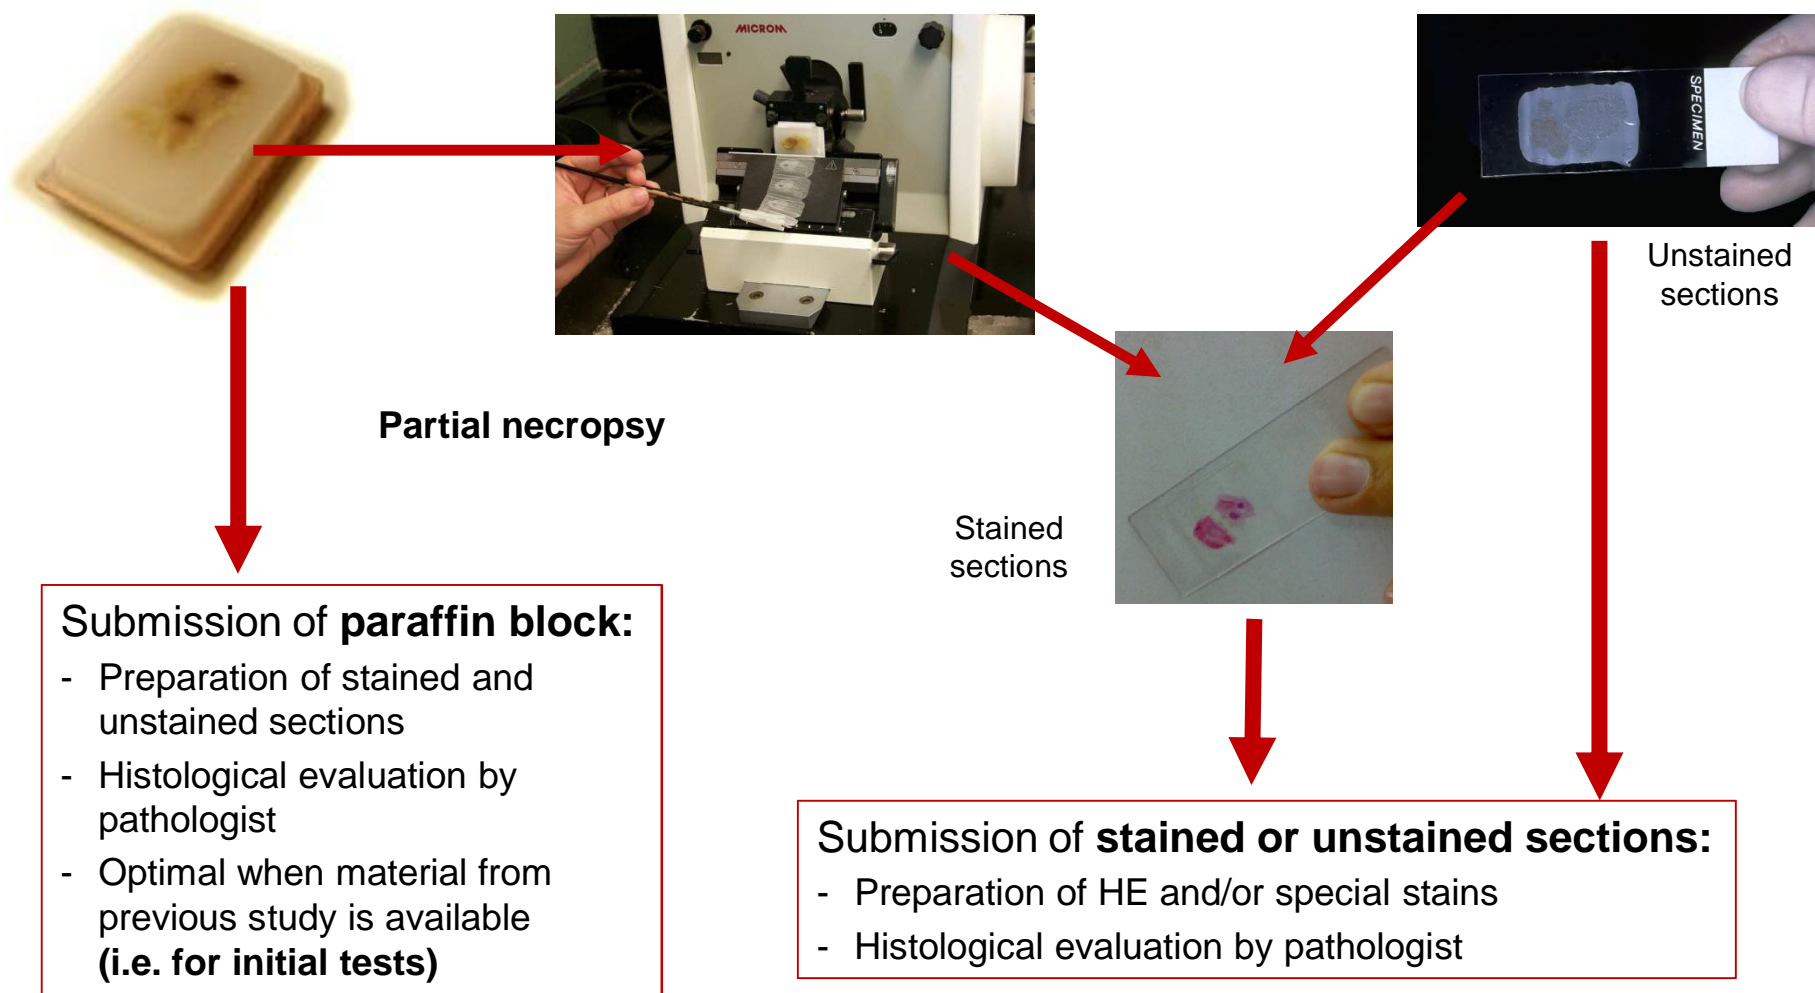 MICROM
SPECIMEN
Unstained
sections
Partial necropsy
Stained
sections
Submission of paraffin block:
- Preparation of stained and
unstained sections
- Histological evaluation by
pathologist
- Optimal when material from
previous study is available
(i.e. for initial tests)
Submission of stained or unstained sections:
- Preparation of HE and/or special stains
- Histological evaluation by pathologist